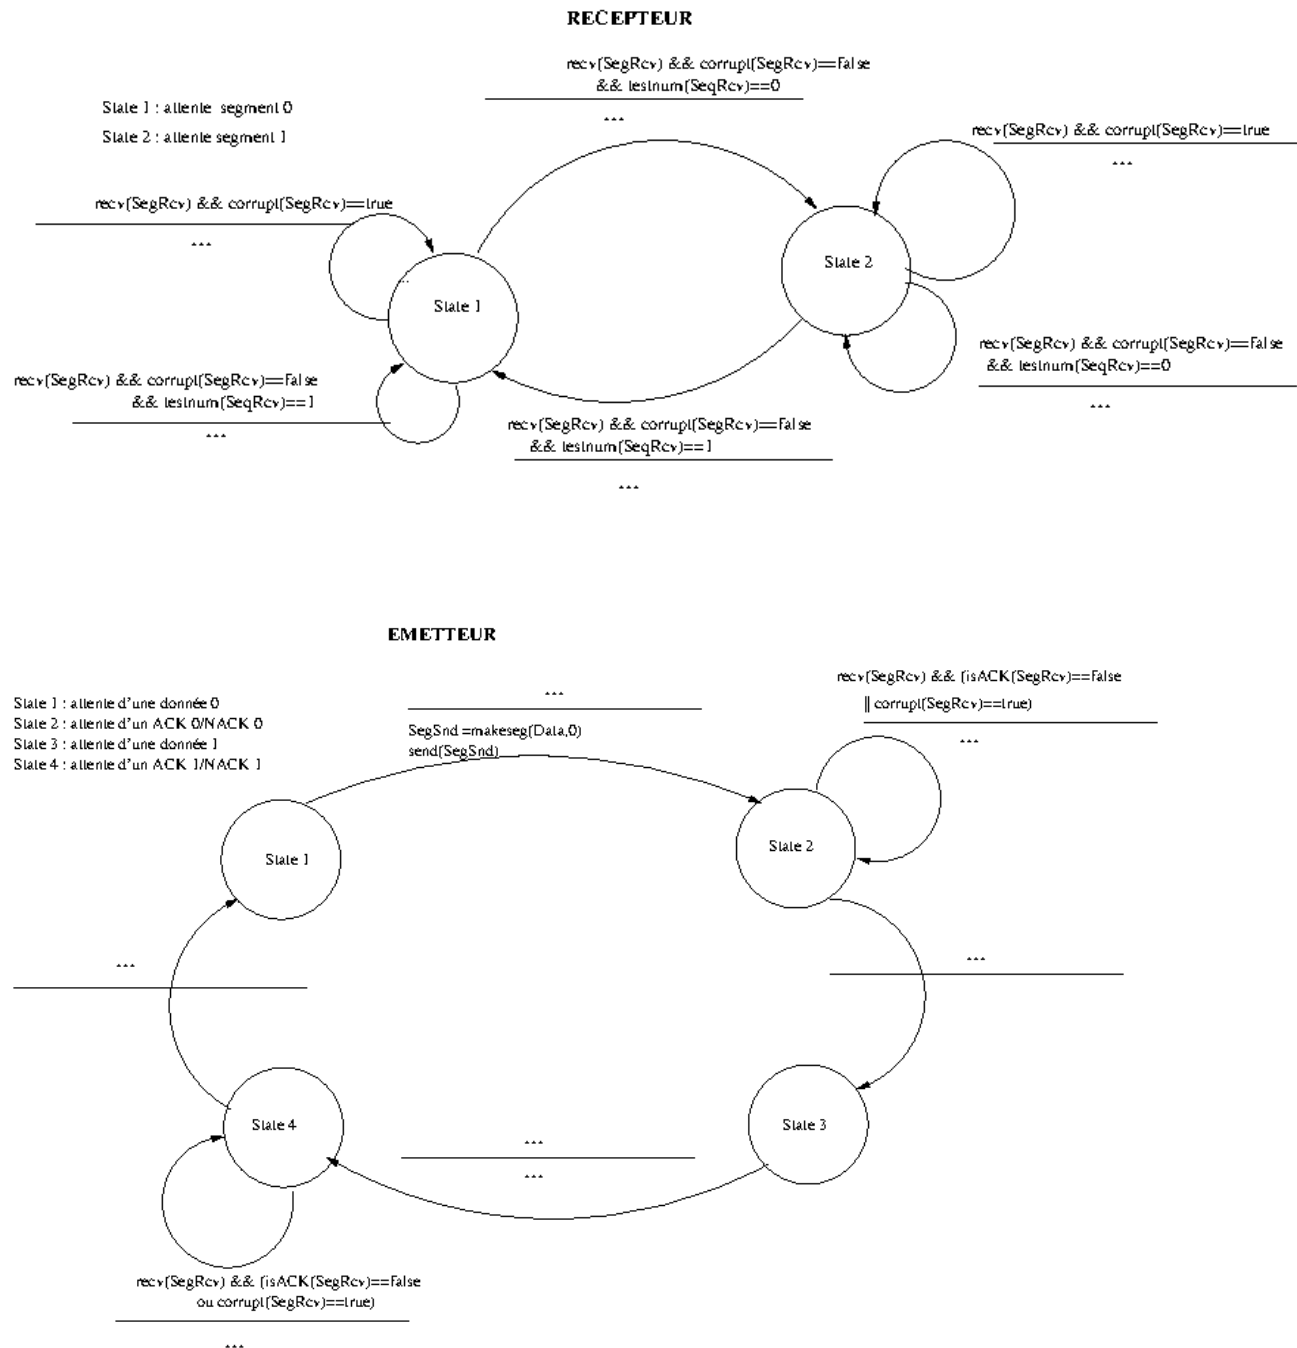 RECEPTEUR
recv(SegRcv) && corrupt(SegRcv)==False
&& testnum(SeqRcv)==0
...
State 1 : attente segment 0
State 2 : attente segment 1
recv(SegRcv) && corrupt(SegRcv)==true
...
recv(SegRcv) && corrupt(SegRcv)==true
...
State 2
...
State 1
recv(SegRcv) && corrupt(SegRcv)==False
&& testnum(SeqRcv)==0
...
recv(SegRcv) && corrupt(SegRcv)==False
&& testnum(SeqRcv)==1
...
recv(SegRcv) && corrupt(SegRcv)==False
&& testnum(SeqRcv)==1
...
EMETTEUR
State 1 : attente d'une donnée 0
State 2 : attente d'un ACK 0/NACK 0
State 3 : attente d'une donnée 1
State 4 : attente d'un ACK 1/NACK 1
...
SegSnd =makeseg(Data,0)
send(SegSnd)
recv(SegRcv) && (isACK(SegRcv)==False
|| corrupt(SegRcv)==true)
...
State 1
State 2
...
...
State 4
State 3
...
...
recv(SegRcv) && (isACK(SegRcv)==False
ou corrupt(SegRcv)==true)
...